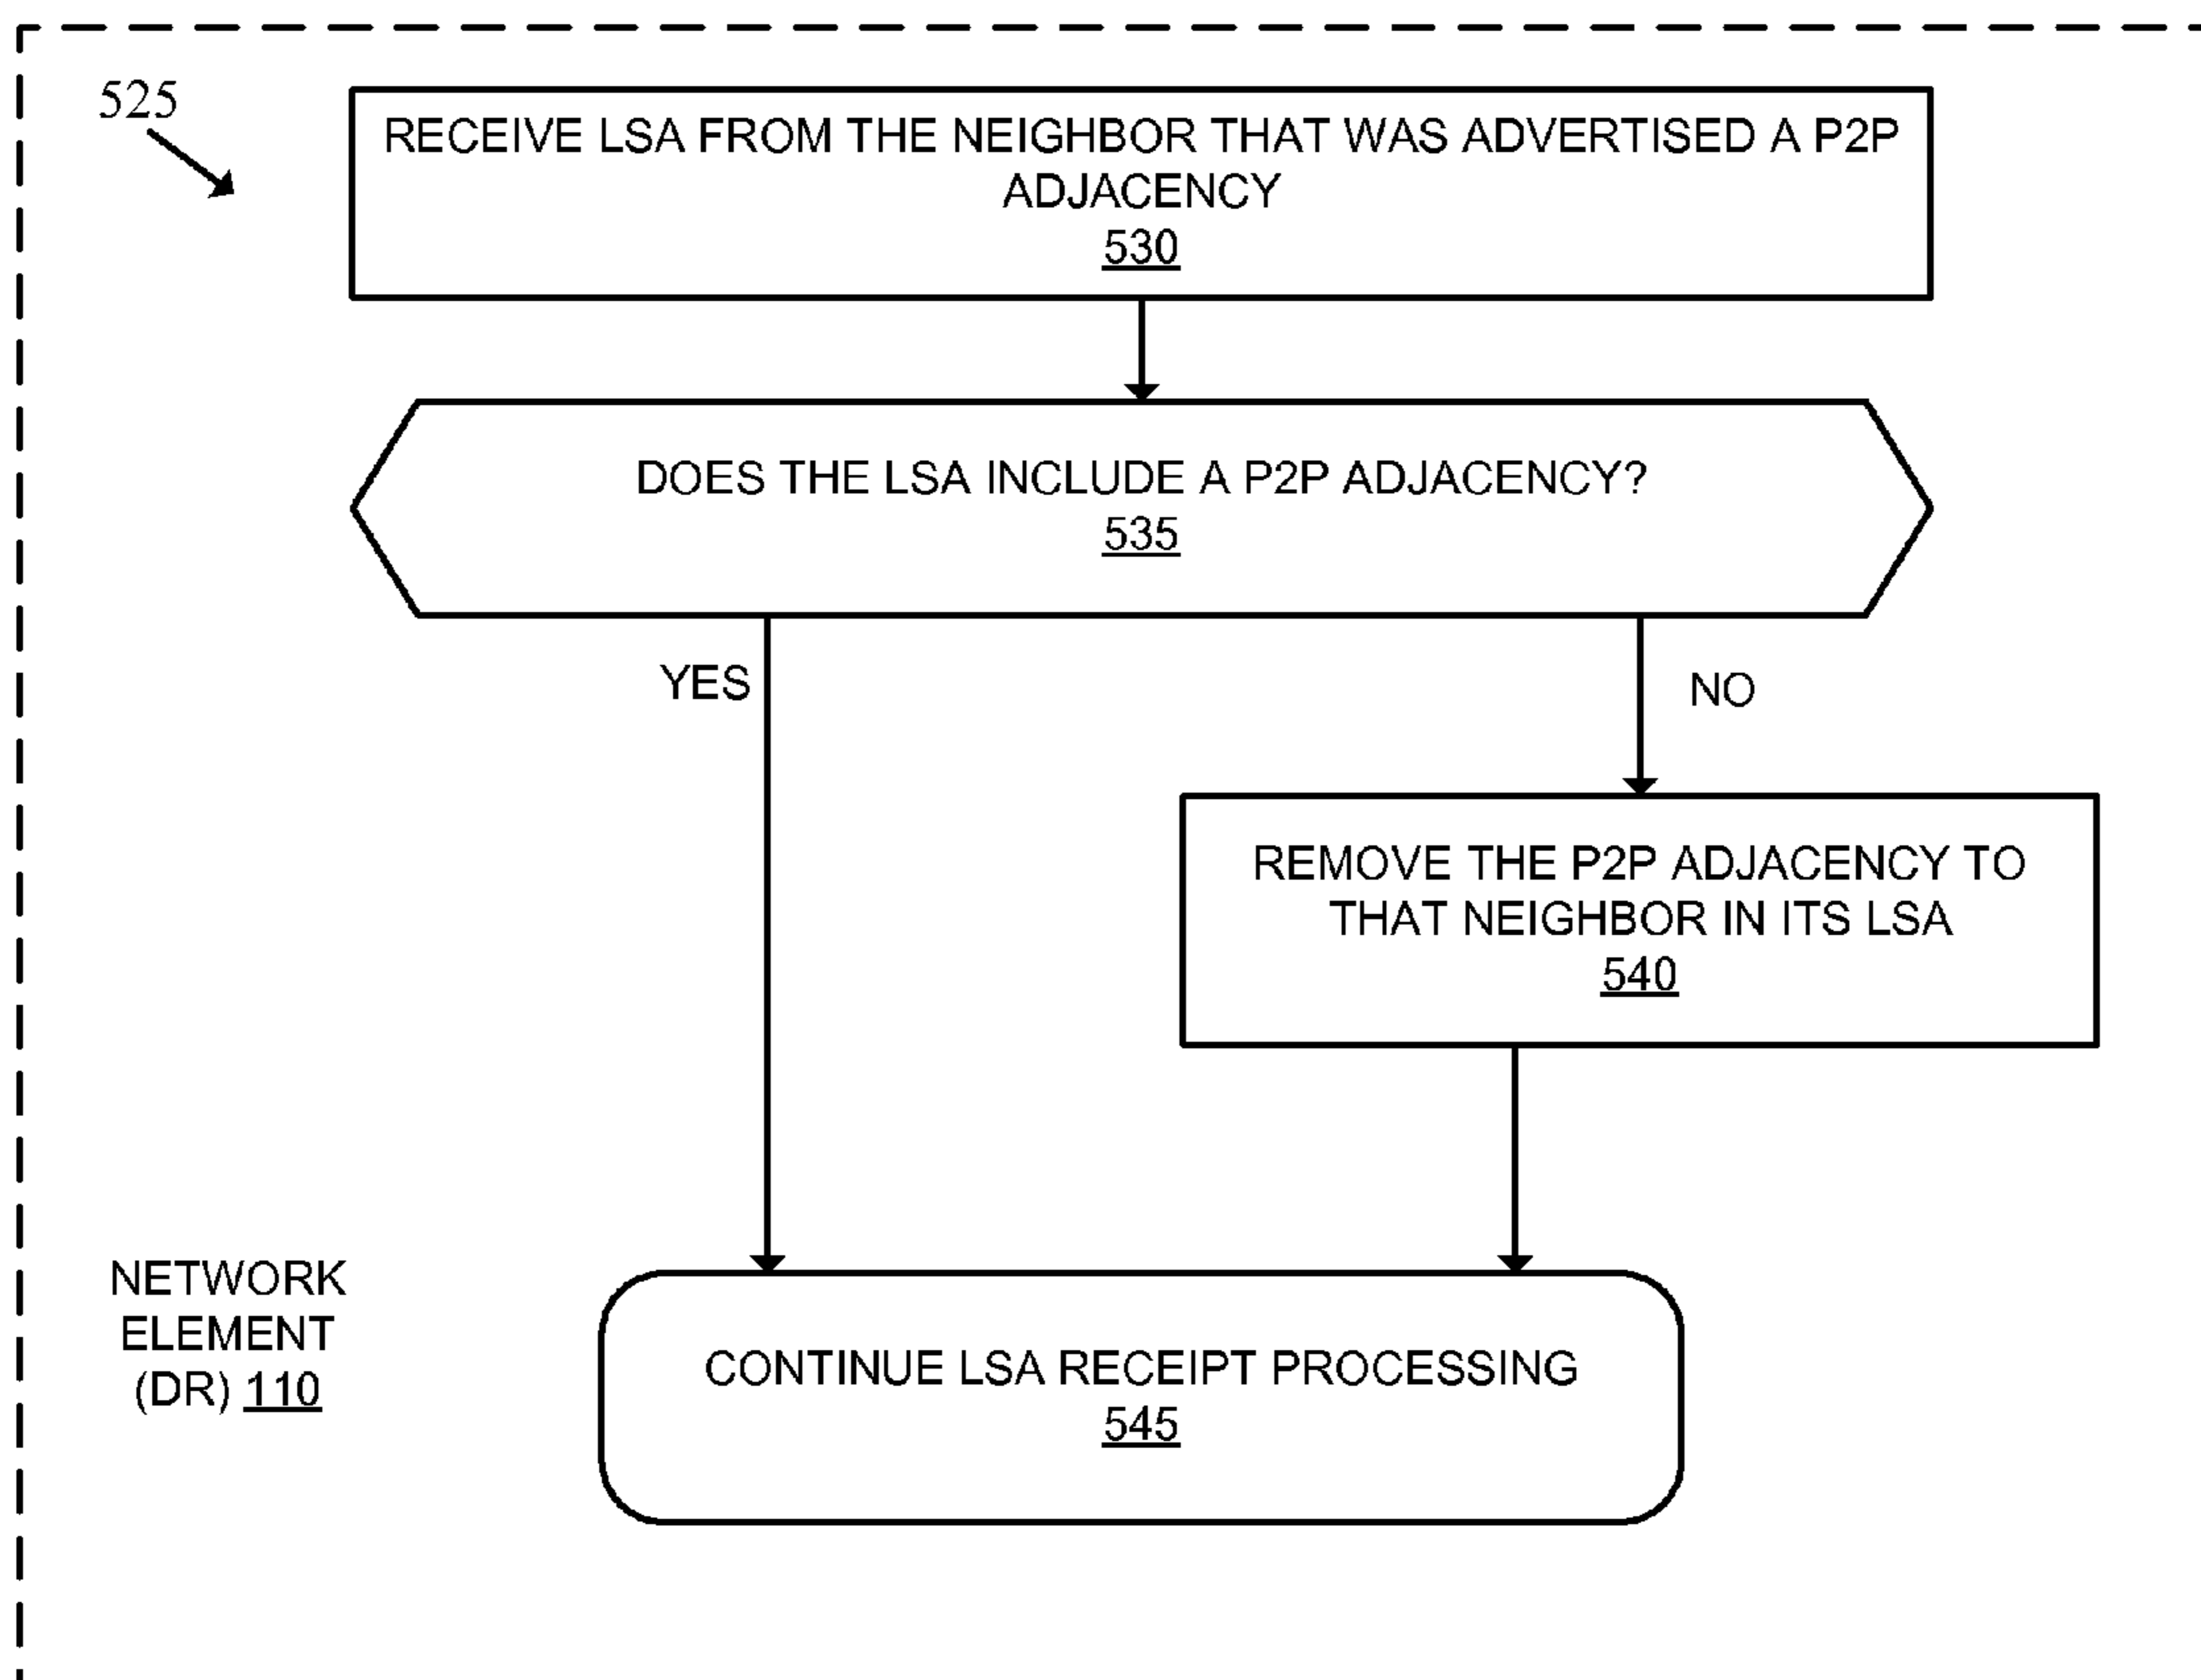 525
RECEIVE LSA FROM THE NEIGHBOR THAT WAS ADVERTISED A P2P
ADJACENCY
530
DOES THE LSA INCLUDE A P2P ADJACENCY?
535
YES
NO
REMOVE THE P2P ADJACENCY TO
THAT NEIGHBOR IN ITS LSA
540
NETWORK
ELEMENT
(DR) 110
CONTINUE LSA RECEIPT PROCESSING
545